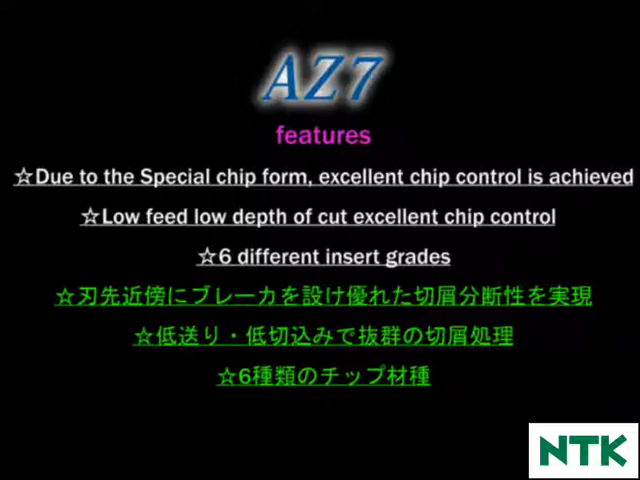 AZ7
features
☆Due to the Special chip form, excellent chip control is achieved
☆Low feed low depth of cut excellent chip control
☆6 different insert grades
☆刃先近傍にブレーカを設け優れた切屑分断性を実現
☆低送り・低切込みで抜群の切屑処理
☆6種類のチップ材種
NTK